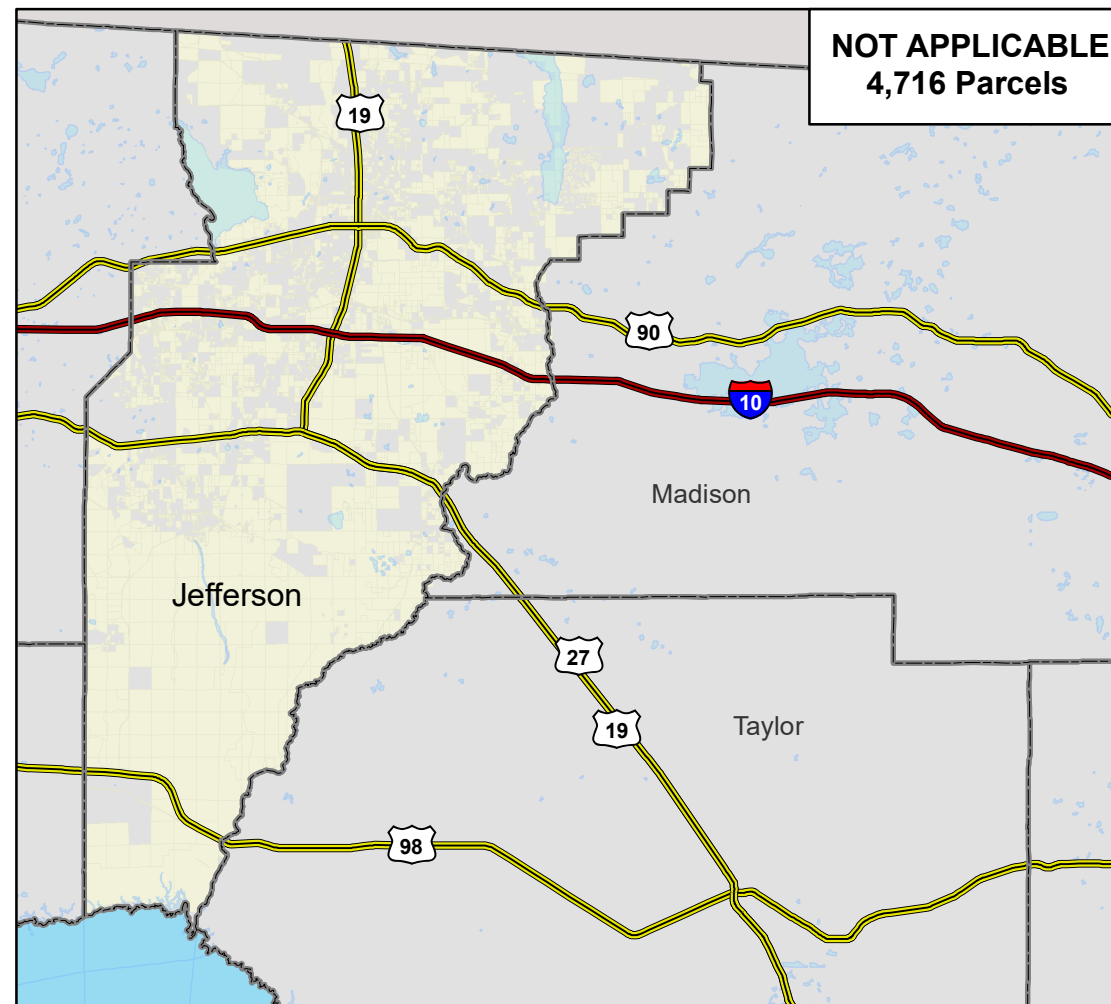 NOT APPLICABLE
4,716 Parcels
19
90
10
Madison
Jefferson
27
19
Taylor
98